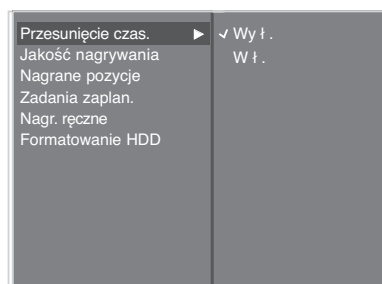 Przesunięcie czas.
Jakość nagrywania
Nagrane pozycje
Zadania zaplan.
Nagr. ręczne
Formatowanie HDD
Wy ł .
W ł .